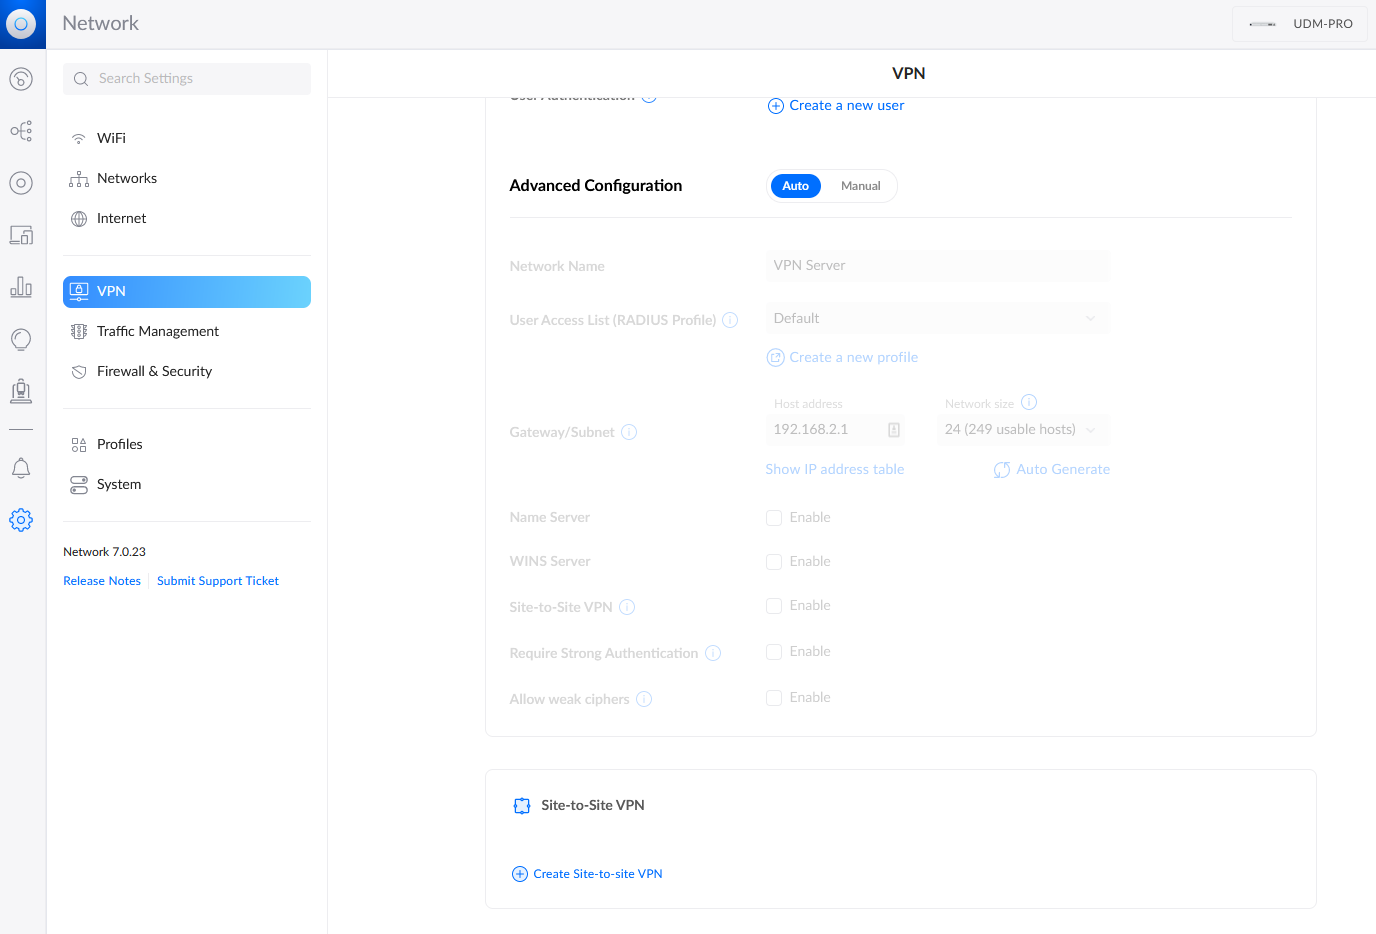 Network
UDM-PRO
Search Settings
WiFi
Networks
Internet
VPN
Traffic Management
Firewall & Security
Profiles
System
Network 7.0.23
Release Notes
Submit Support Ticket
VPN
User Authentication
Create a new user
Advanced Configuration
Auto
Manual
Network Name
VPN Server
User Access List (RADIUS Profile)
Default
Create a new profile
Host address
Network size
Gateway/Subnet
192.168.2.1
24 (249 usable hosts)
Show IP address table
Auto Generate
Name Server
Enable
WINS Server
Enable
Site-to-Site VPN
Enable
Require Strong Authentication
Enable
Allow weak ciphers
Enable
Site-to-Site VPN
Create Site-to-site VPN